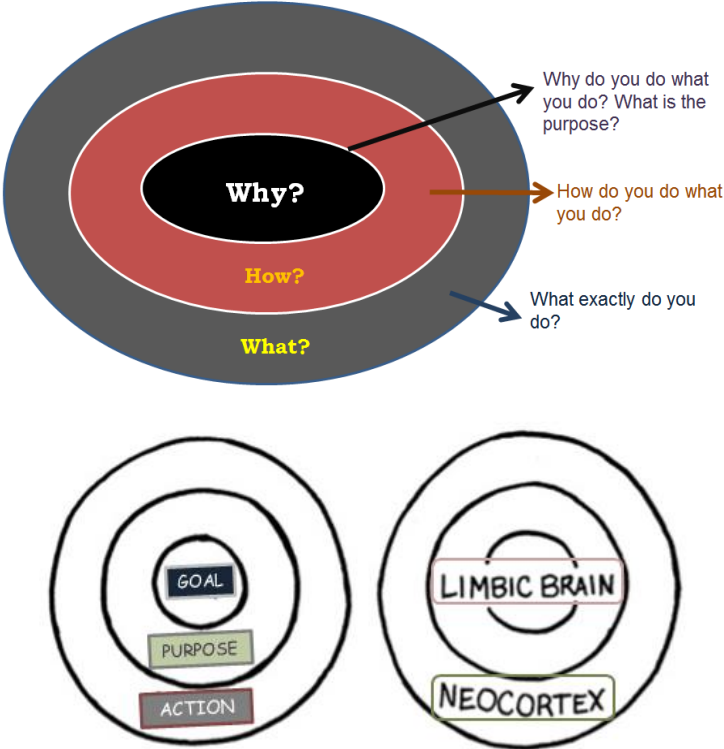 Why?
How?
What?
Why do you do what
you do? What is the
purpose?
How do you do what
you do?
What exactly do you
do?
GOAL
PURPOSE
ACTION
LIMBIC BRAIN
NEOCORTEX